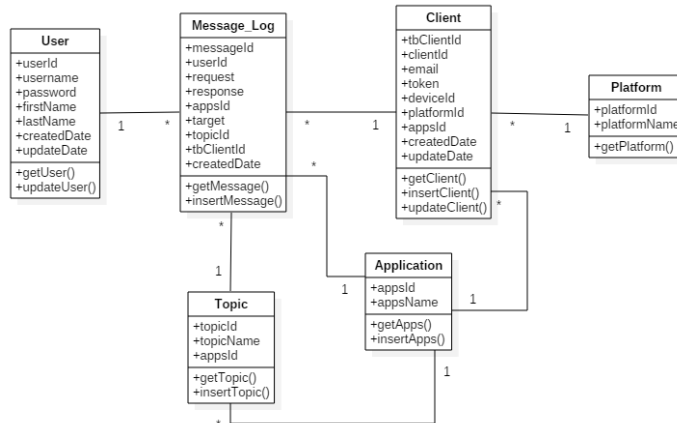 User
+userId
+username
+password
+firstName
+lastName
+createdDate
+updateDate
+getUser()
+updateUser()
1
*
Message_Log
+messageId
+userId
+request
+response
+appsId
+target
+topicId
+tbClientId
+createdDate
+getMessage()
+insertMessage()
*
1
*
*
1
Client
+tbClientId
+clientId
+email
+token
+deviceId
+platformId
+appsId
+createdDate
+updateDate
+getClient()
+insertClient()
+updateClient()
*
1
*
Platform
+platformId
+platformName
+getPlatform()
Topic
+topicId
+topicName
+appsId
+getTopic()
+insertTopic()
*
Application
+appsId
+appsName
+getApps()
+insertApps()
1
1
1